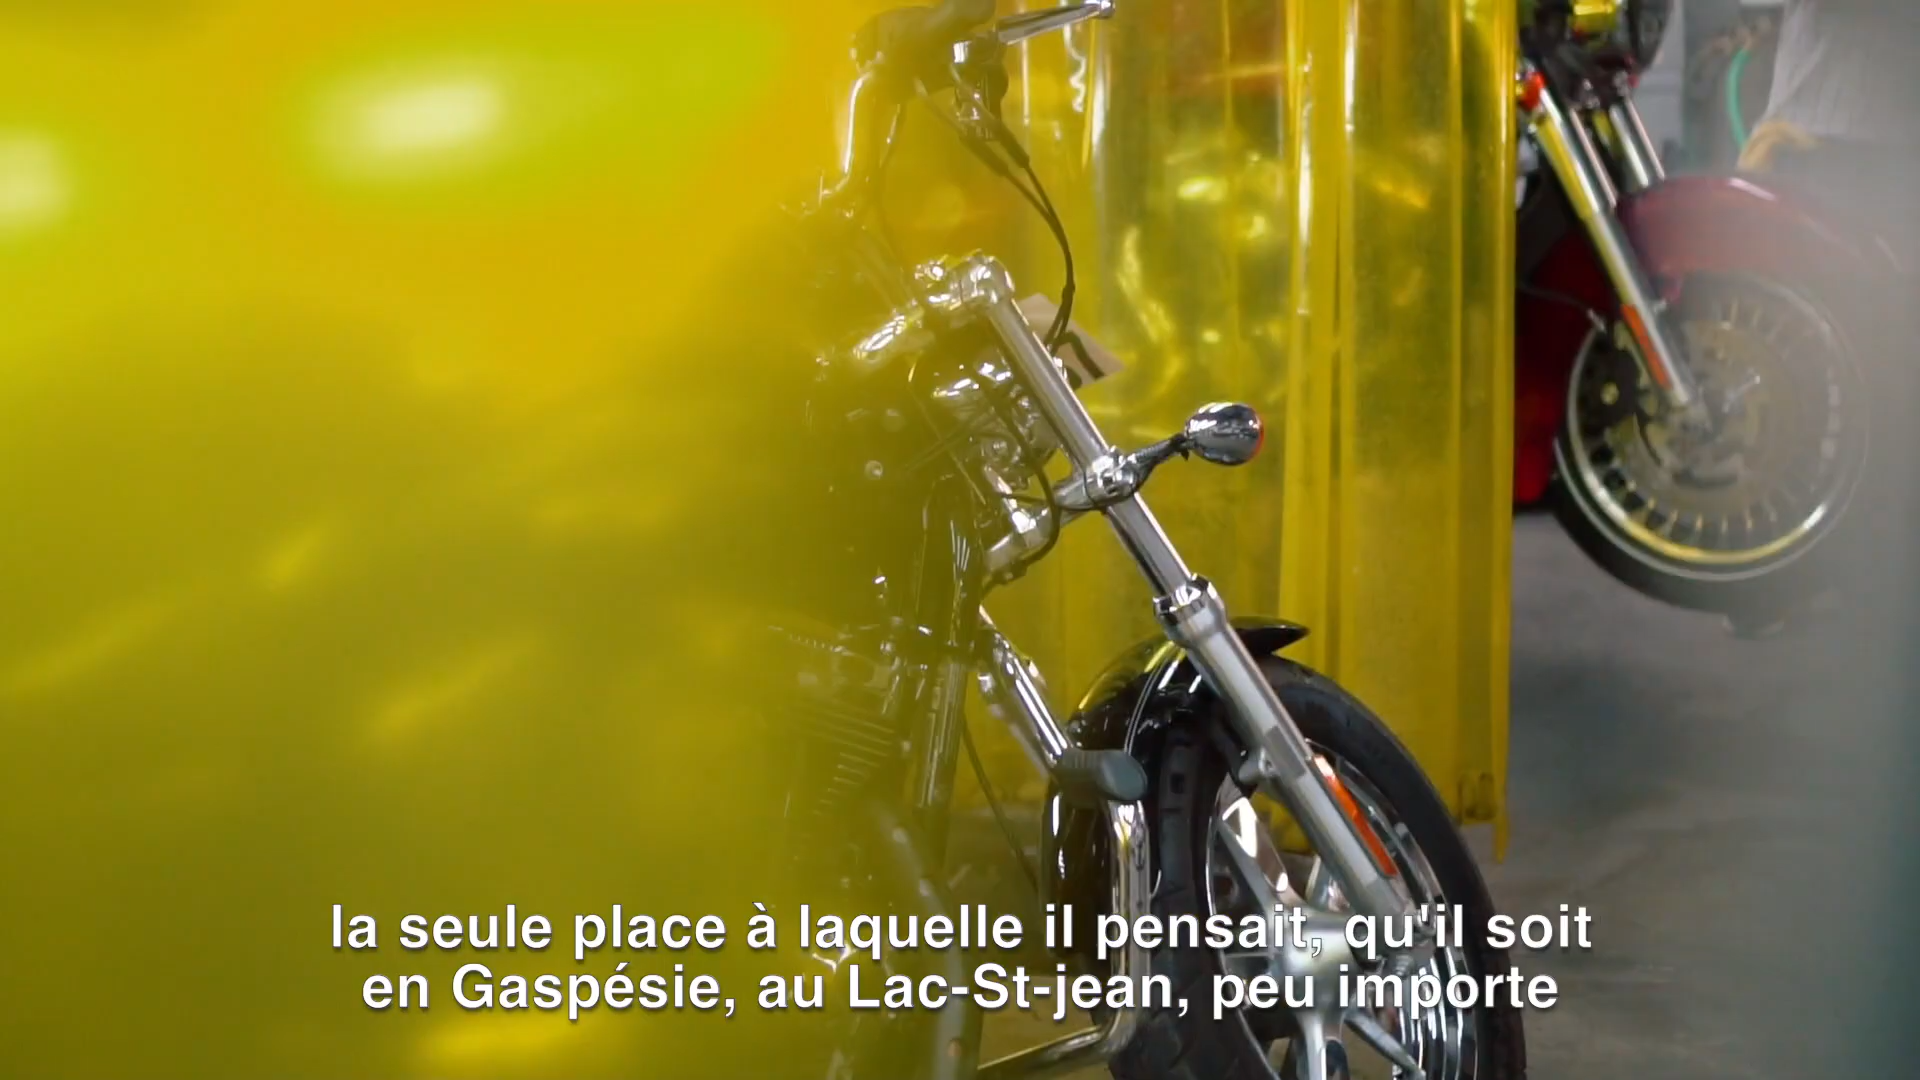 la seule place à laquelle il pensait, qu'il soit
en Gaspésie, au Lac-St-jean, peu importe